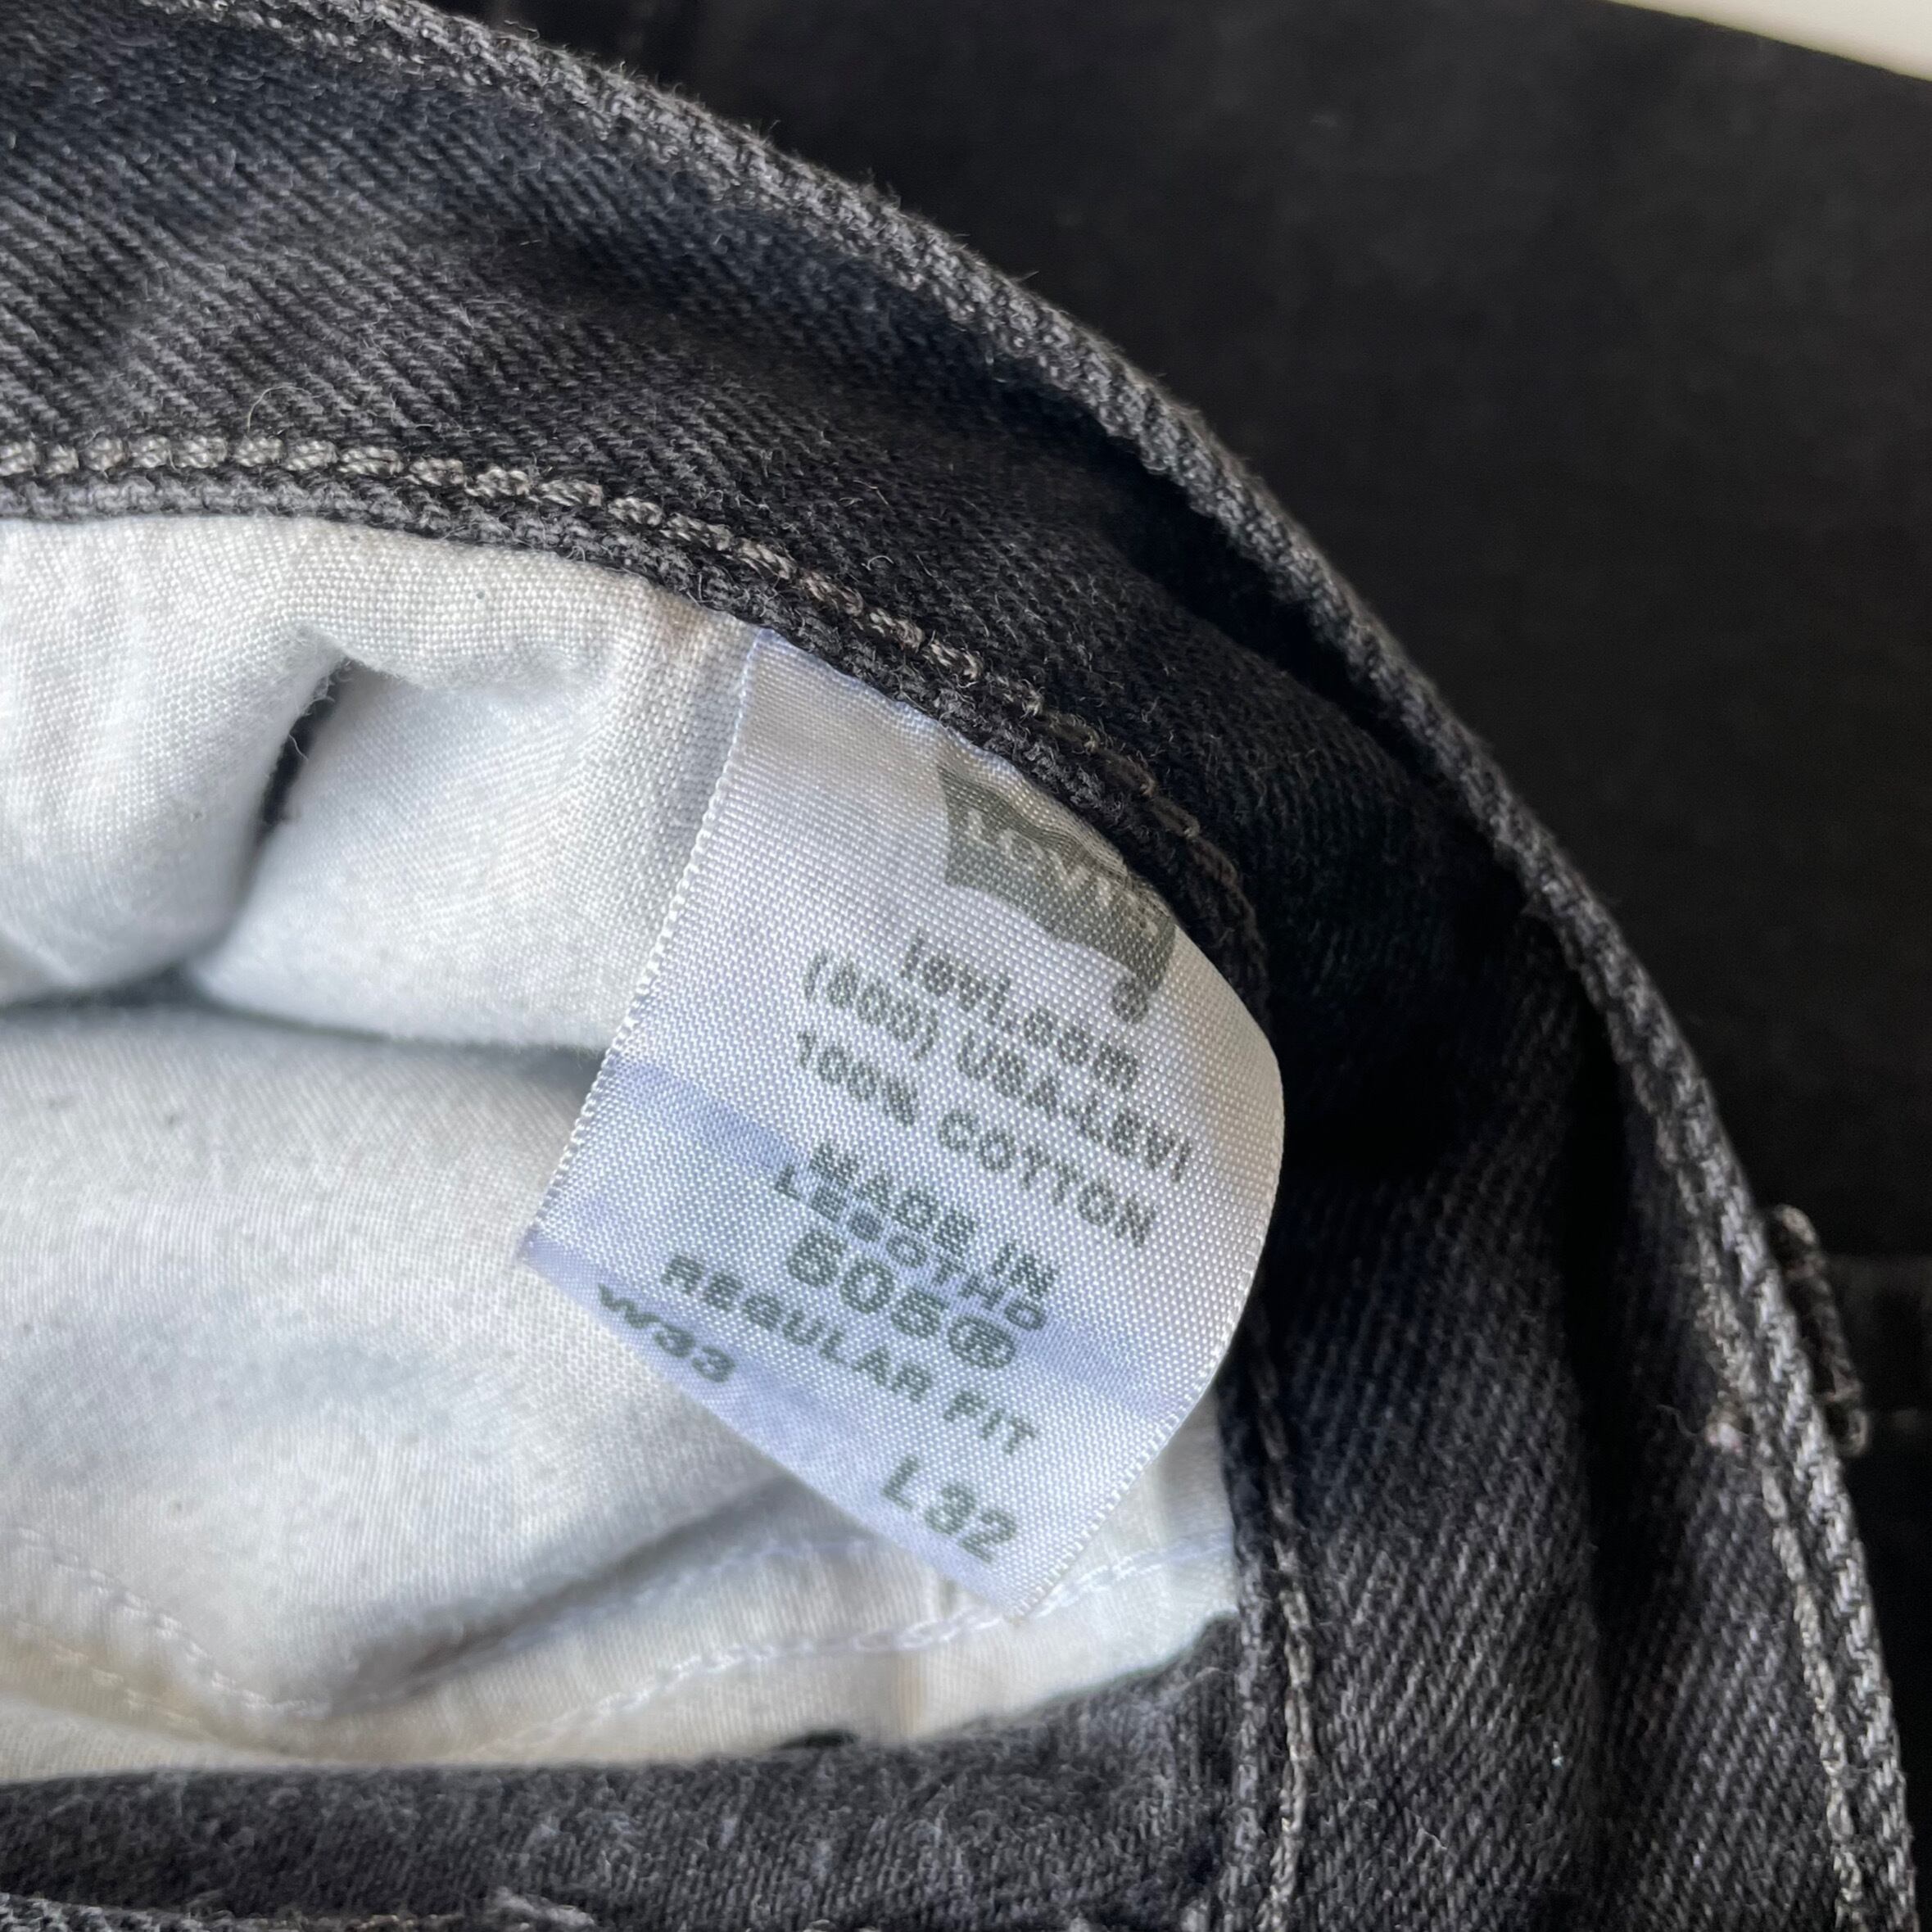 Levi's
levi.com
(800) USA-LEVI
100% COTTON
MADE IN
LESOTHO
505®
REGULAR FIT
W33 L32